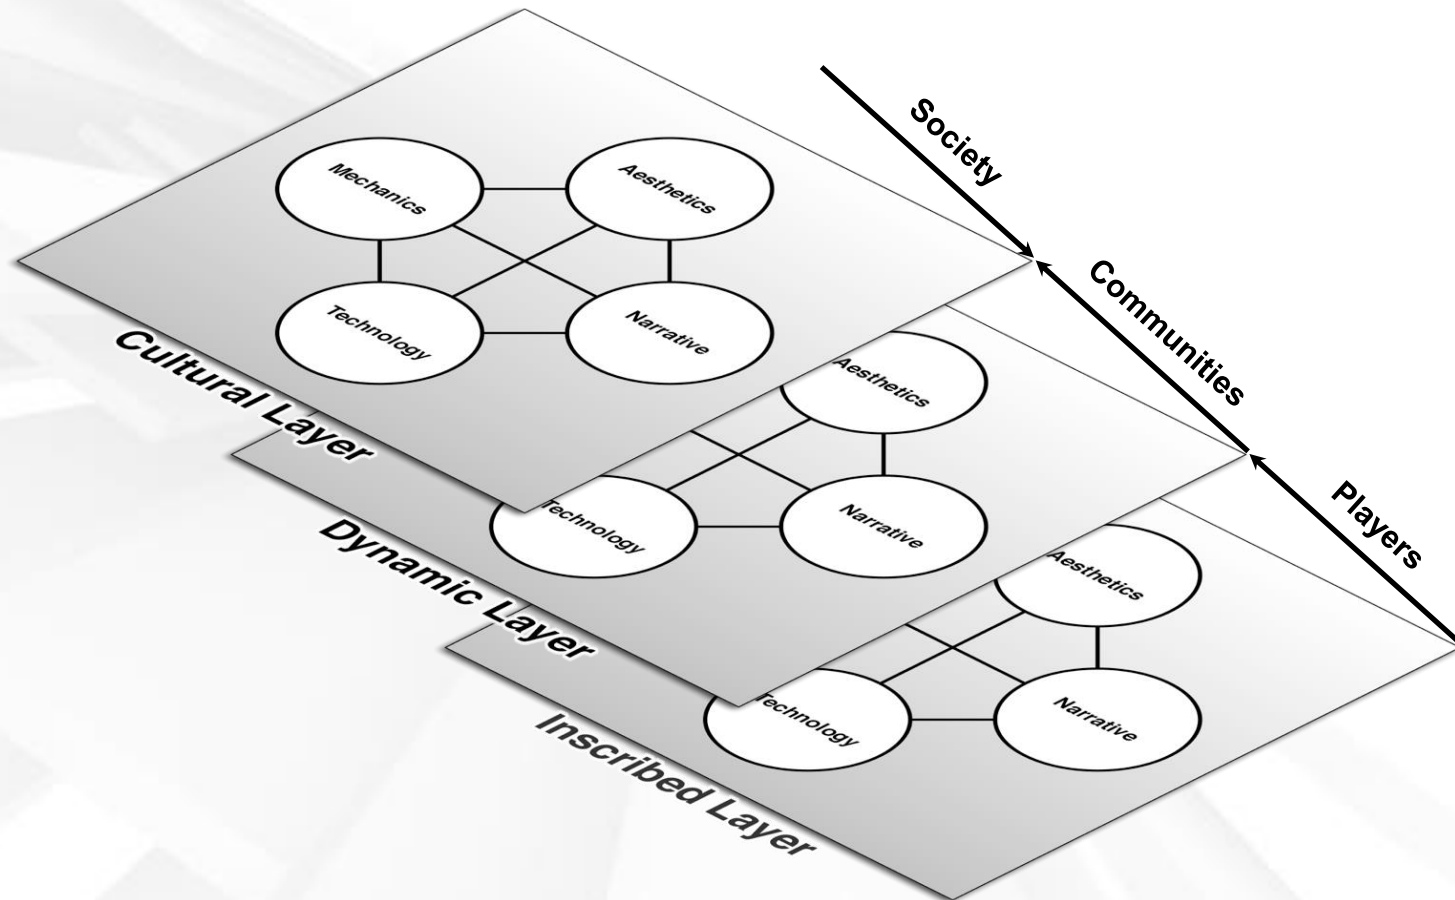 Society
Mechanics
Aesthetics
Technology
Narrative
Cultural Layer
Communities
Aesthetics
Technology
Narrative
Dynamic Layer
Players
Aesthetics
Technology
Narrative
Inscribed Layer